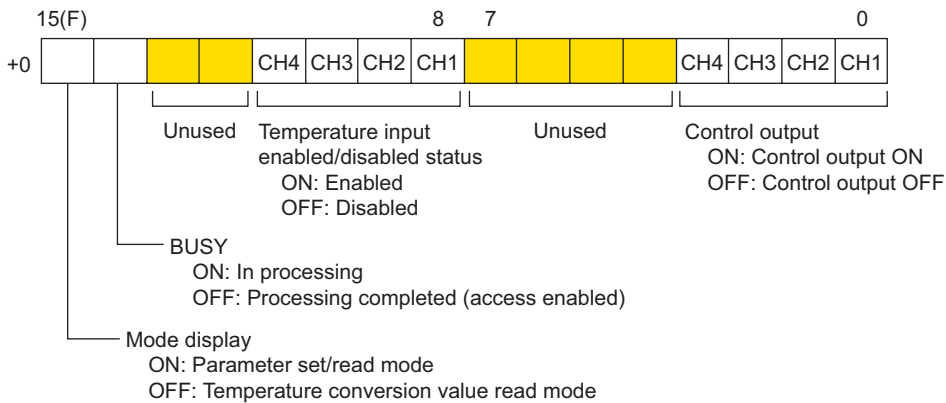 15(F) 8 7 0
+0 CH4 CH3 CH2 CH1 CH4 CH3 CH2 CH1
Unused
Temperature input
enabled/disabled status
ON: Enabled
OFF: Disabled
Unused
Control output
ON: Control output ON
OFF: Control output OFF
BUSY
ON: In processing
OFF: Processing completed (access enabled)
Mode display
ON: Parameter set/read mode
OFF: Temperature conversion value read mode